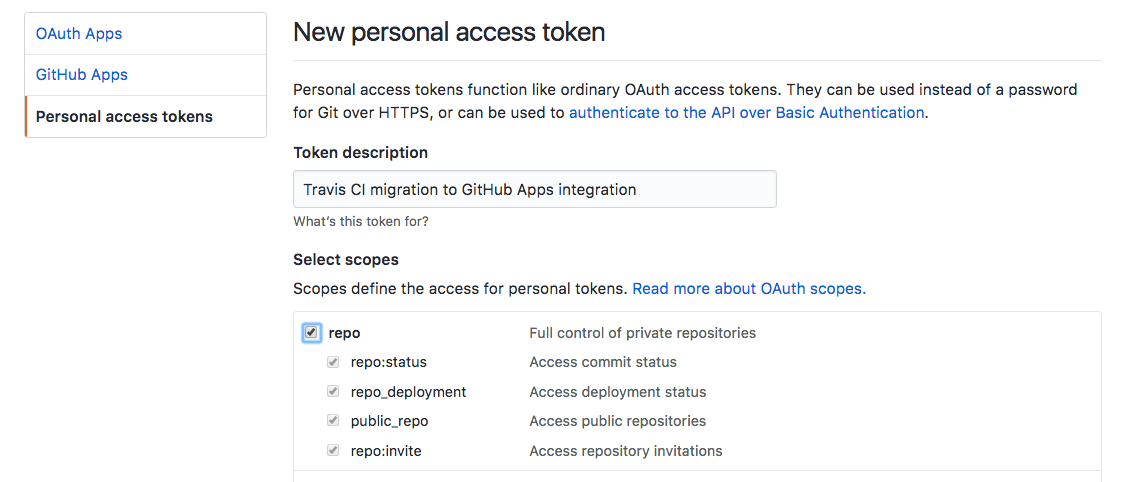 OAuth Apps
GitHub Apps
Personal access tokens
New personal access token
Personal access tokens function like ordinary OAuth access tokens. They can be used instead of a password
for Git over HTTPS, or can be used to authenticate to the API over Basic Authentication.
Token description
Travis CI migration to GitHub Apps integration
What's this token for?
Select scopes
Scopes define the access for personal tokens. Read more about OAuth scopes.
repo Full control of private repositories
repo:status Access commit status
repo_deployment Access deployment status
public_repo Access public repositories
repo:invite Access repository invitations